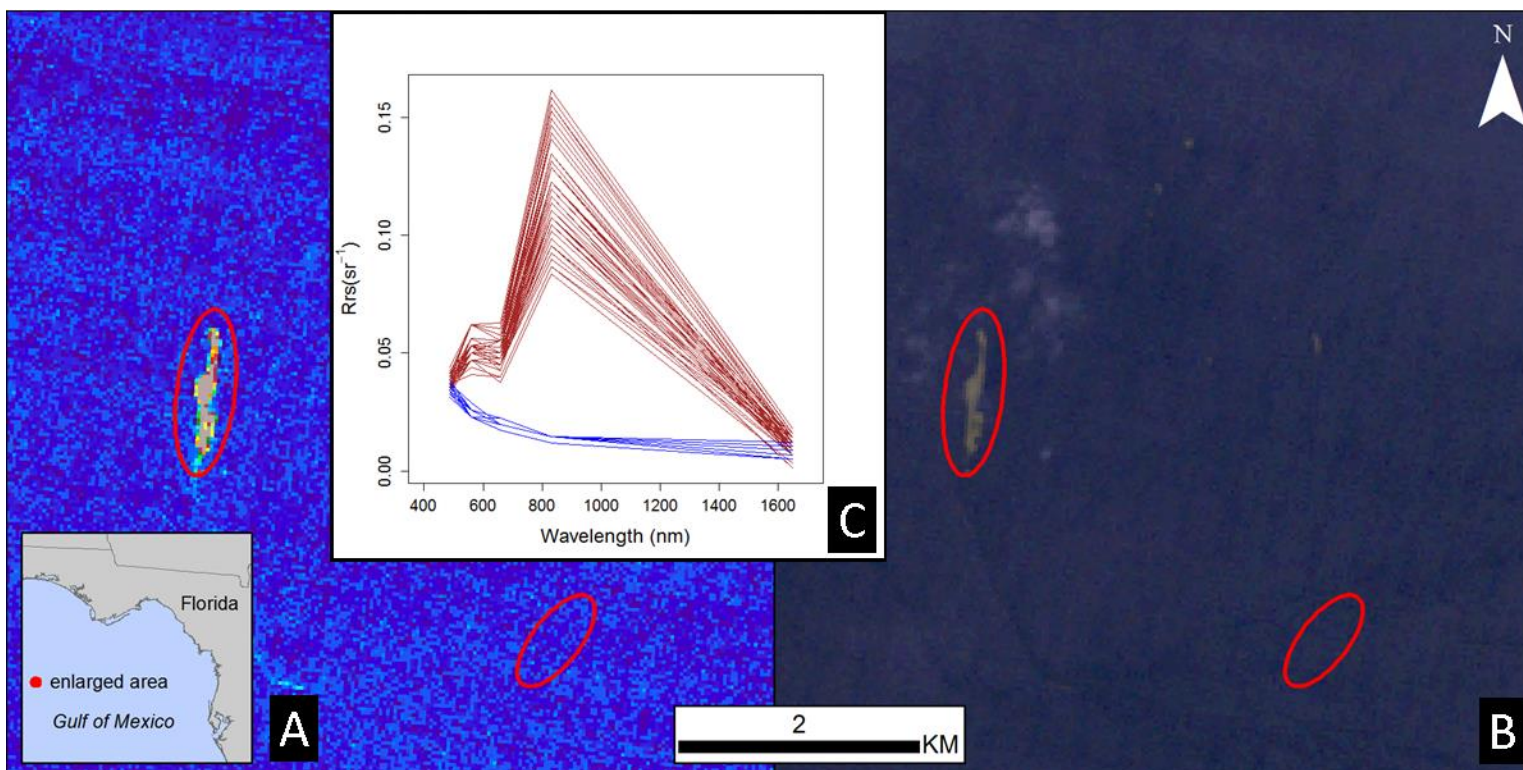 N
0.15
0.10
0.05
0.00
Rrs(sr⁻¹)
400 600 800 1000 1200 1400 1600
Wavelength (nm)
C
Florida
enlarged area
Gulf of Mexico
A
2
KM
B